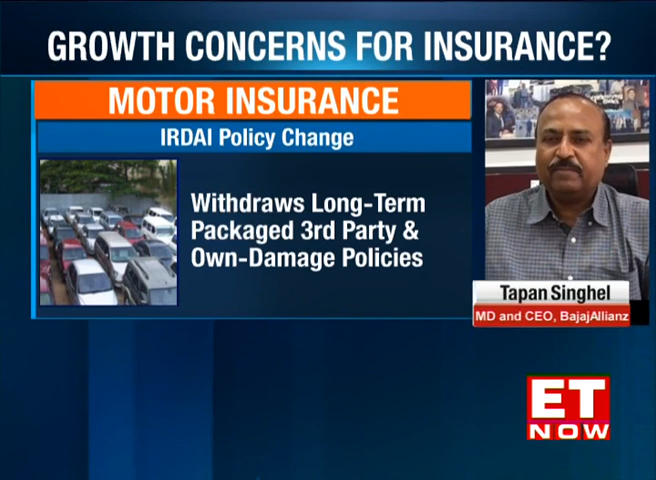 GROWTH CONCERNS FOR INSURANCE?
MOTOR INSURANCE
IRDAI Policy Change
Withdraws Long-Term
Packaged 3rd Party &
Own-Damage Policies
Tapan Singhel
MD and CEO, BajajAllianz
ET
NOW